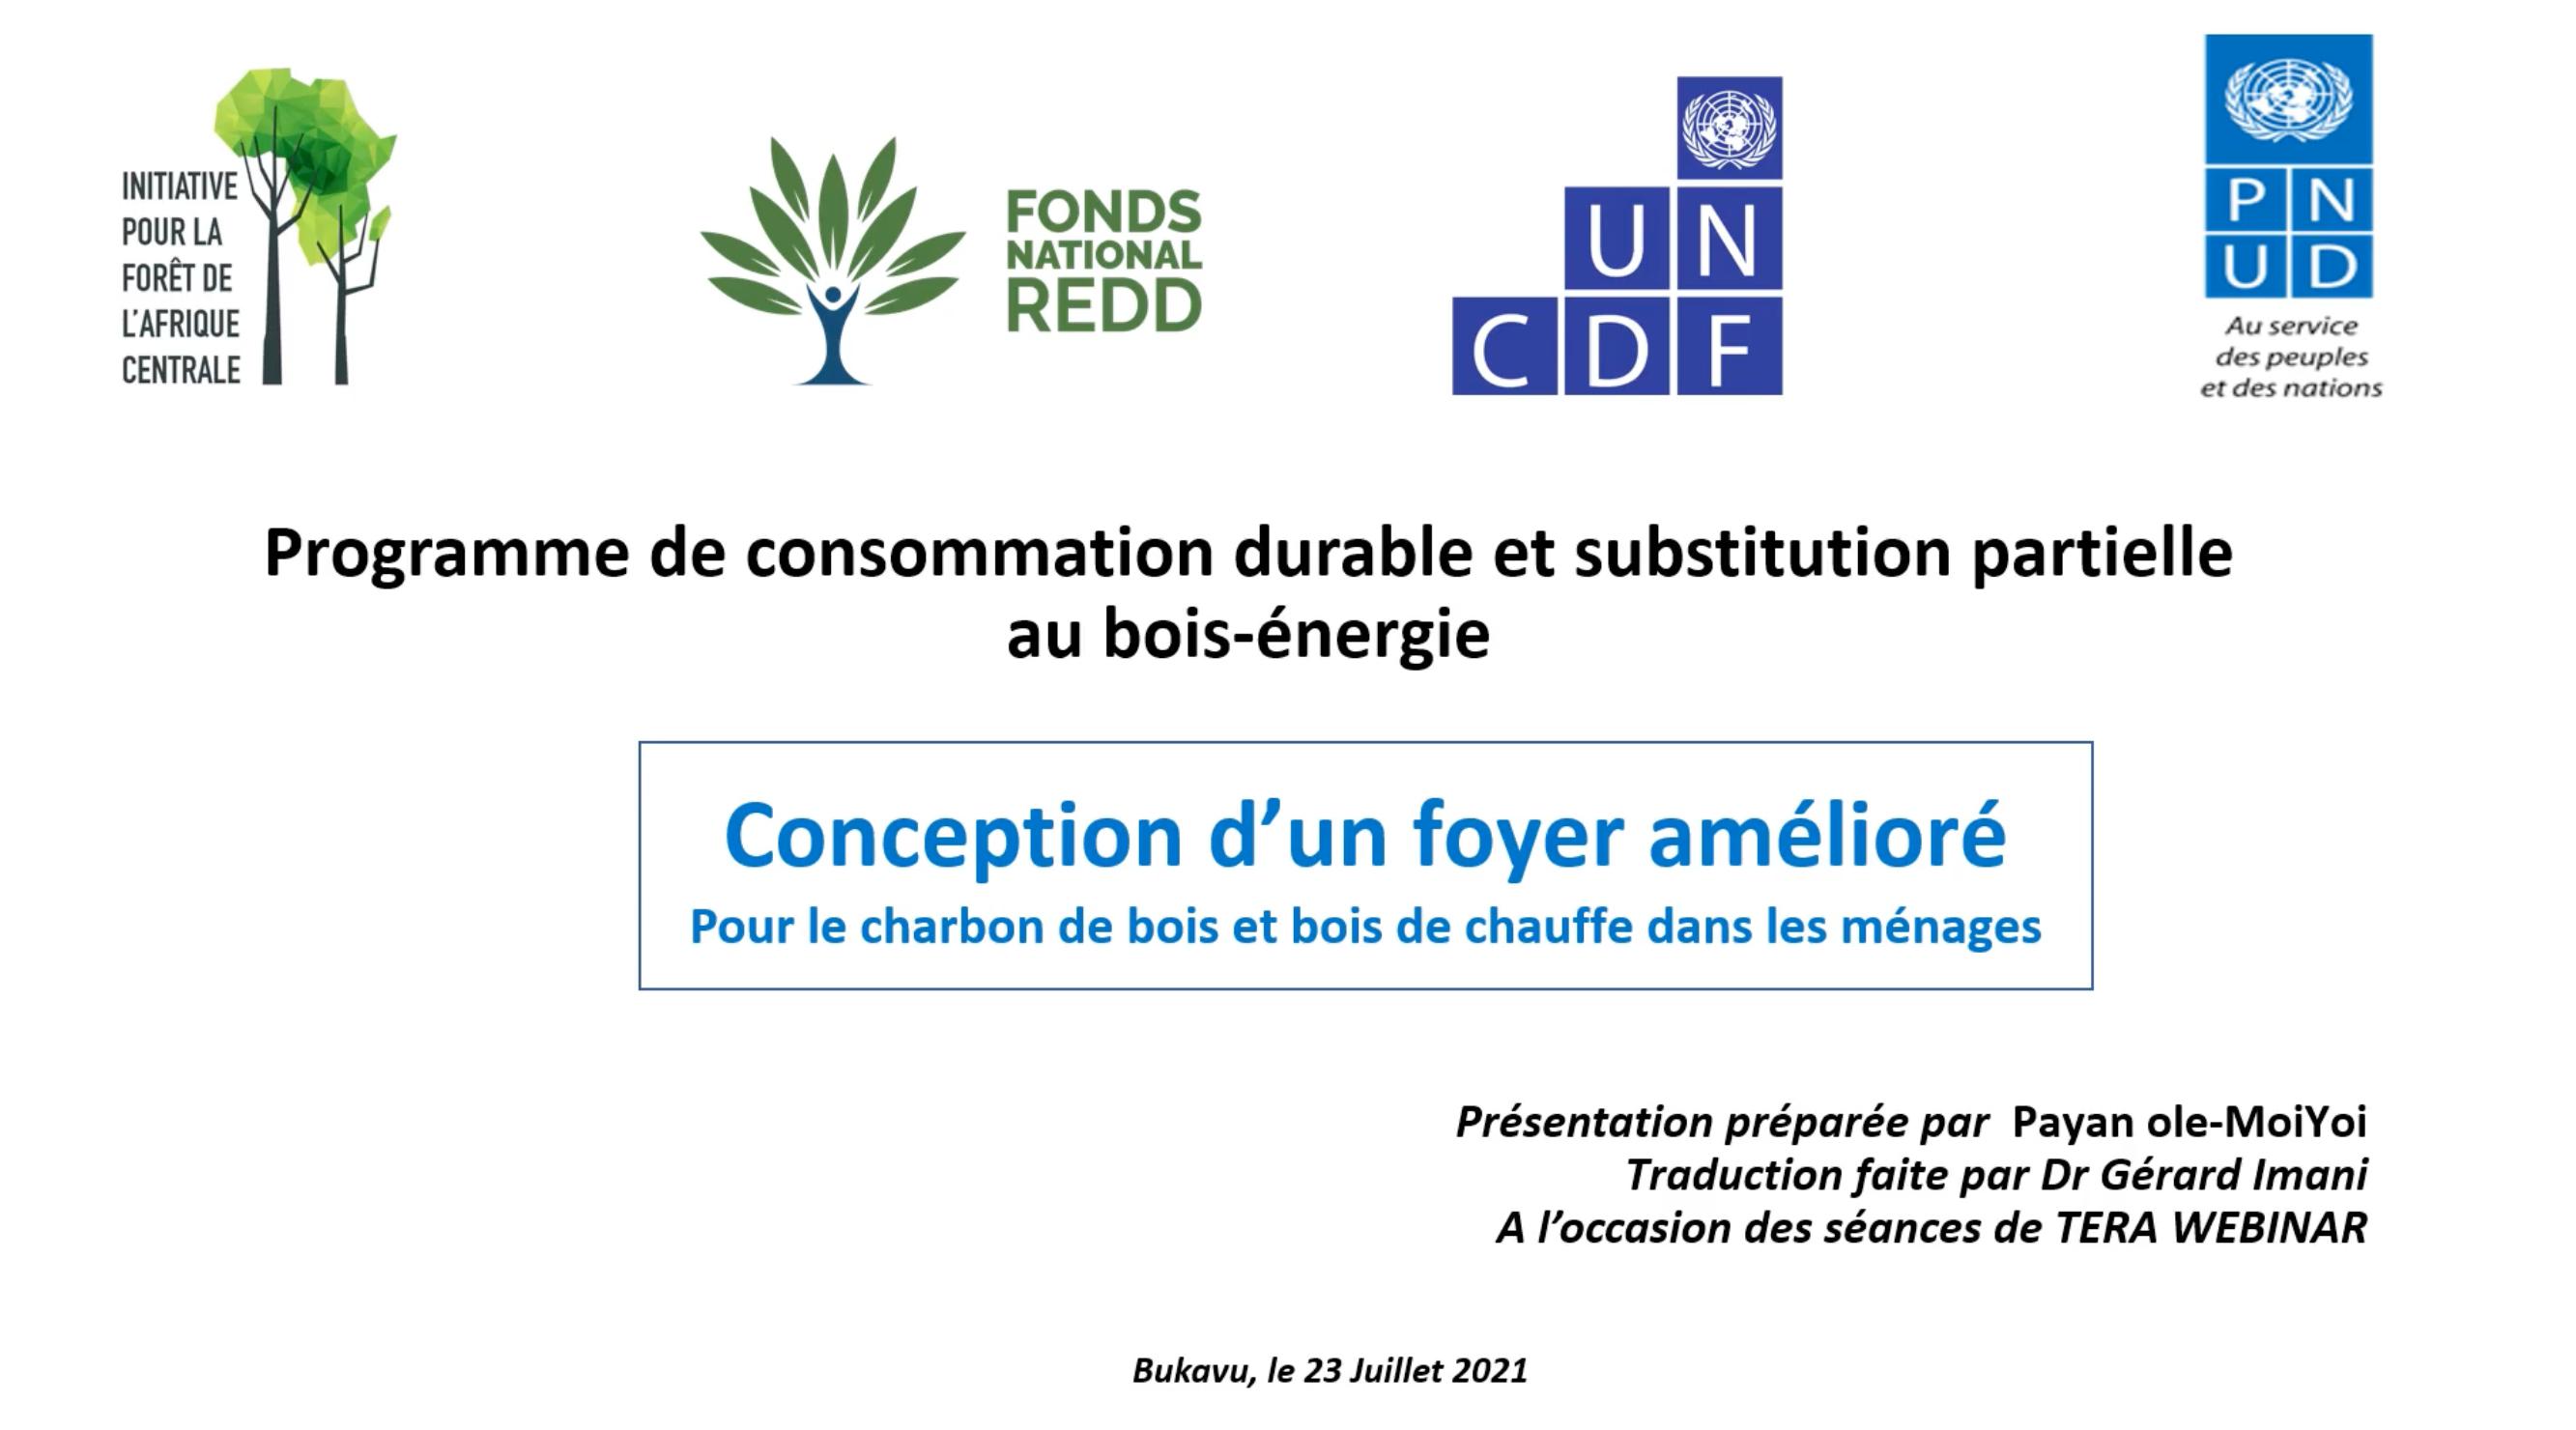 INITIATIVE
POUR LA
FORÊT DE
L'AFRIQUE
CENTRALE
FONDS
NATIONAL
REDD
UN
CDF
PN
UD
Au service
des peuples
et des nations
Programme de consommation durable et substitution partielle
au bois-énergie
Conception d’un foyer amélioré
Pour le charbon de bois et bois de chauffe dans les ménages
Présentation préparée par Payan ole-MoiYoi
Traduction faite par Dr Gérard Imani
A l’occasion des séances de TERA WEBINAR
Bukavu, le 23 Juillet 2021